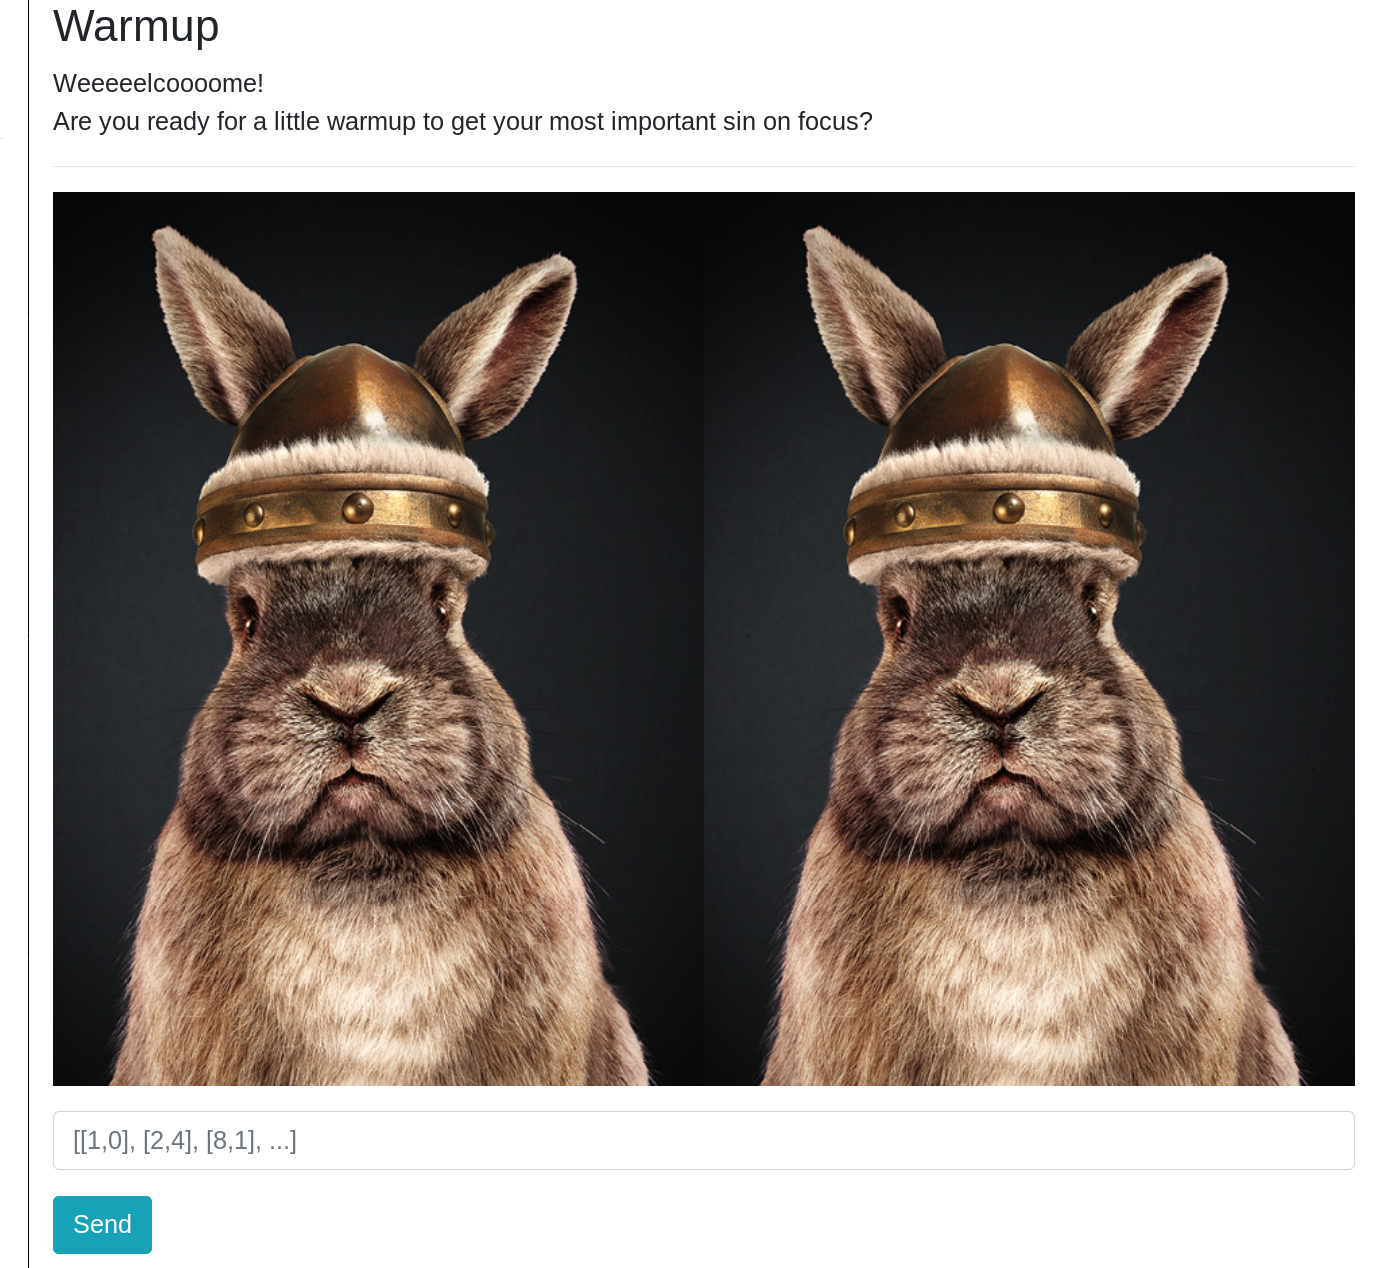 Warmup
Weeeeelcoooome!
Are you ready for a little warmup to get your most important sin on focus?
[[1,0], [2,4], [8,1], ...]
Send